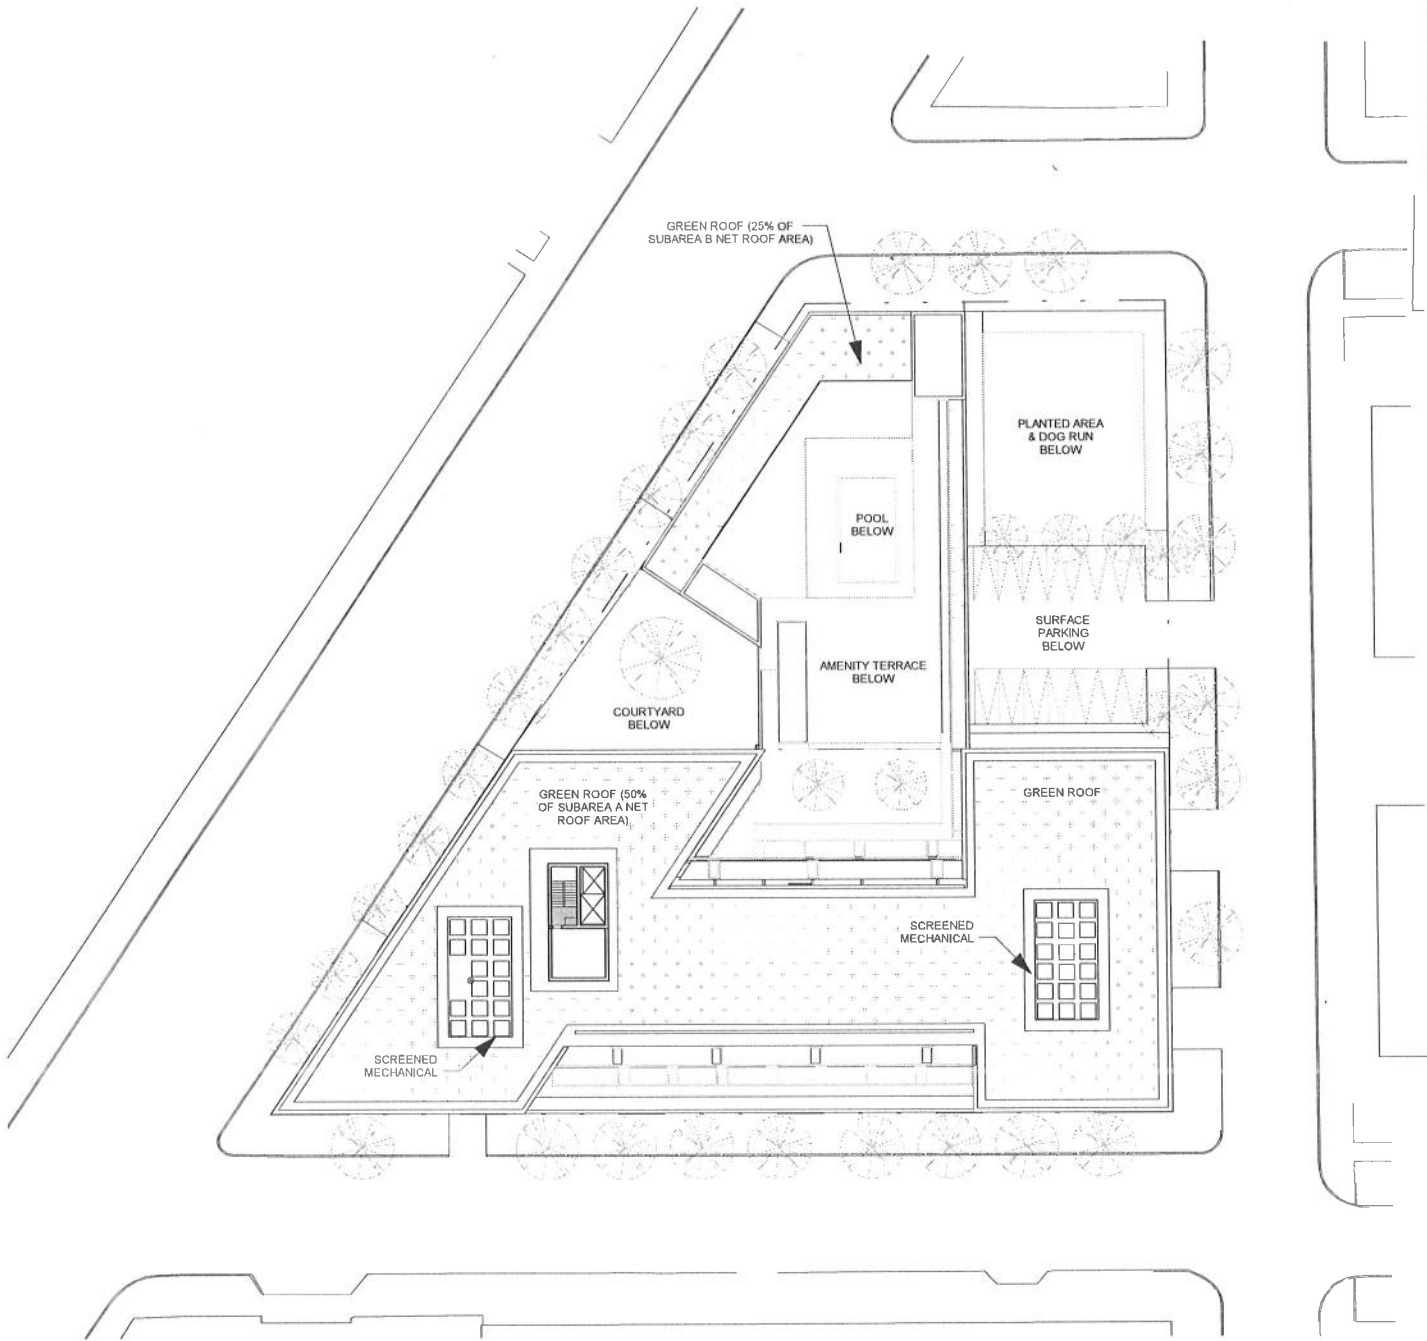 GREEN ROOF (25% OF
SUBAREA B NET ROOF AREA)
PLANTED AREA
& DOG RUN
BELOW
POOL
BELOW
SURFACE
PARKING
BELOW
AMENITY TERRACE
BELOW
COURTYARD
BELOW
GREEN ROOF (50%
OF SUBAREA A NET
ROOF AREA)
GREEN ROOF
SCREENED
MECHANICAL
SCREENED
MECHANICAL